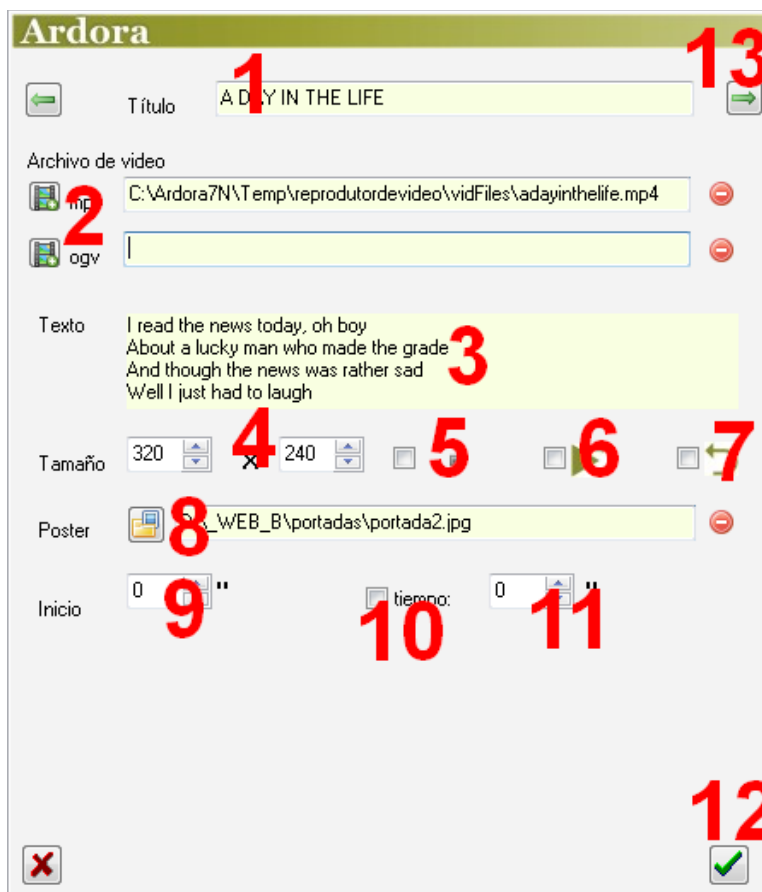 Ardora
1
13
Título
A DAY IN THE LIFE
Archivo de video
2
mp
C:\Ardora7N\Temp\reprodutordevideo\vidFiles\adayinthelife.mp4
ogv
Texto
I read the news today, oh boy
About a lucky man who made the grade
And though the news was rather sad
Well I just had to laugh
3
Tamaño
320
4
x
240
5
6
7
Poster
8
_WEB_B\portadas\portada2.jpg
Inicio
0
"
9
10
tiempo:
0
"
11
12